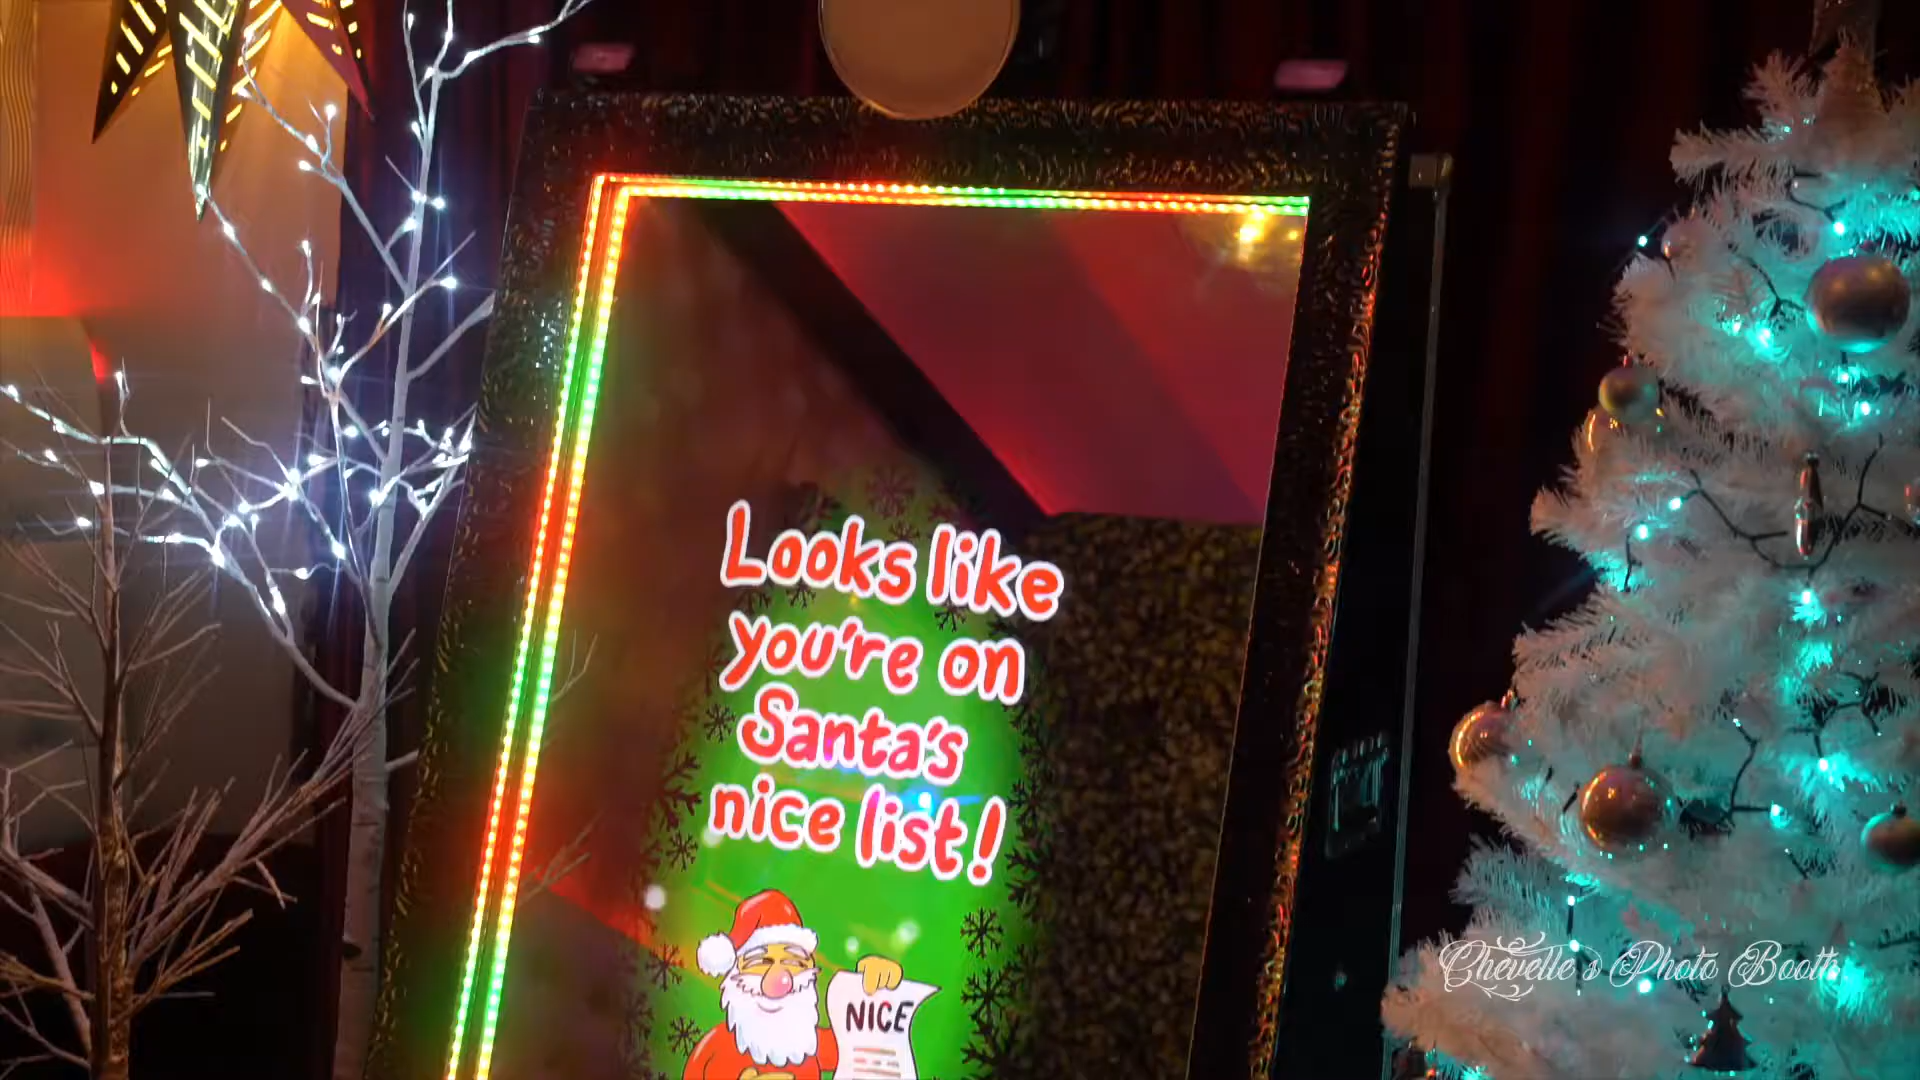 Looks like
you're on
Santa's
nice list!
NICE
Chevelle's Photo Booth